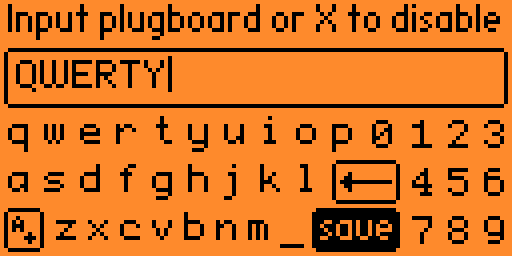 Input plugboard or X to disable
QWERTY
q w e r t y u i o p 0 1 2 3
a s d f g h j k l ← 4 5 6
A+ z x c v b n m _ save 7 8 9